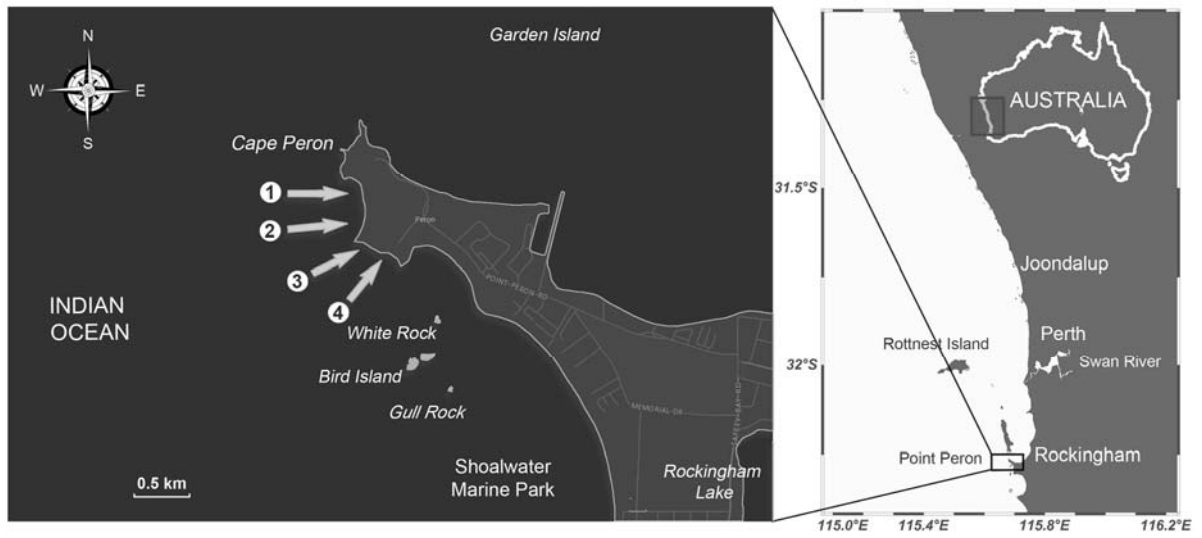 Garden Island
N
W
E
S
Cape Peron
1
2
3
4
Peron
POINT-PERON RD
INDIAN
OCEAN
White Rock
Bird Island
Gull Rock
MEMORIAL DR
Shoalwater
Marine Park
Rockingham
Lake
0.5 km
AUSTRALIA
31.5°S
Joondalup
Perth
Rottnest Island
Swan River
32°S
Point Peron
Rockingham
115.0°E
115.4°E
115.8°E
116.2°E